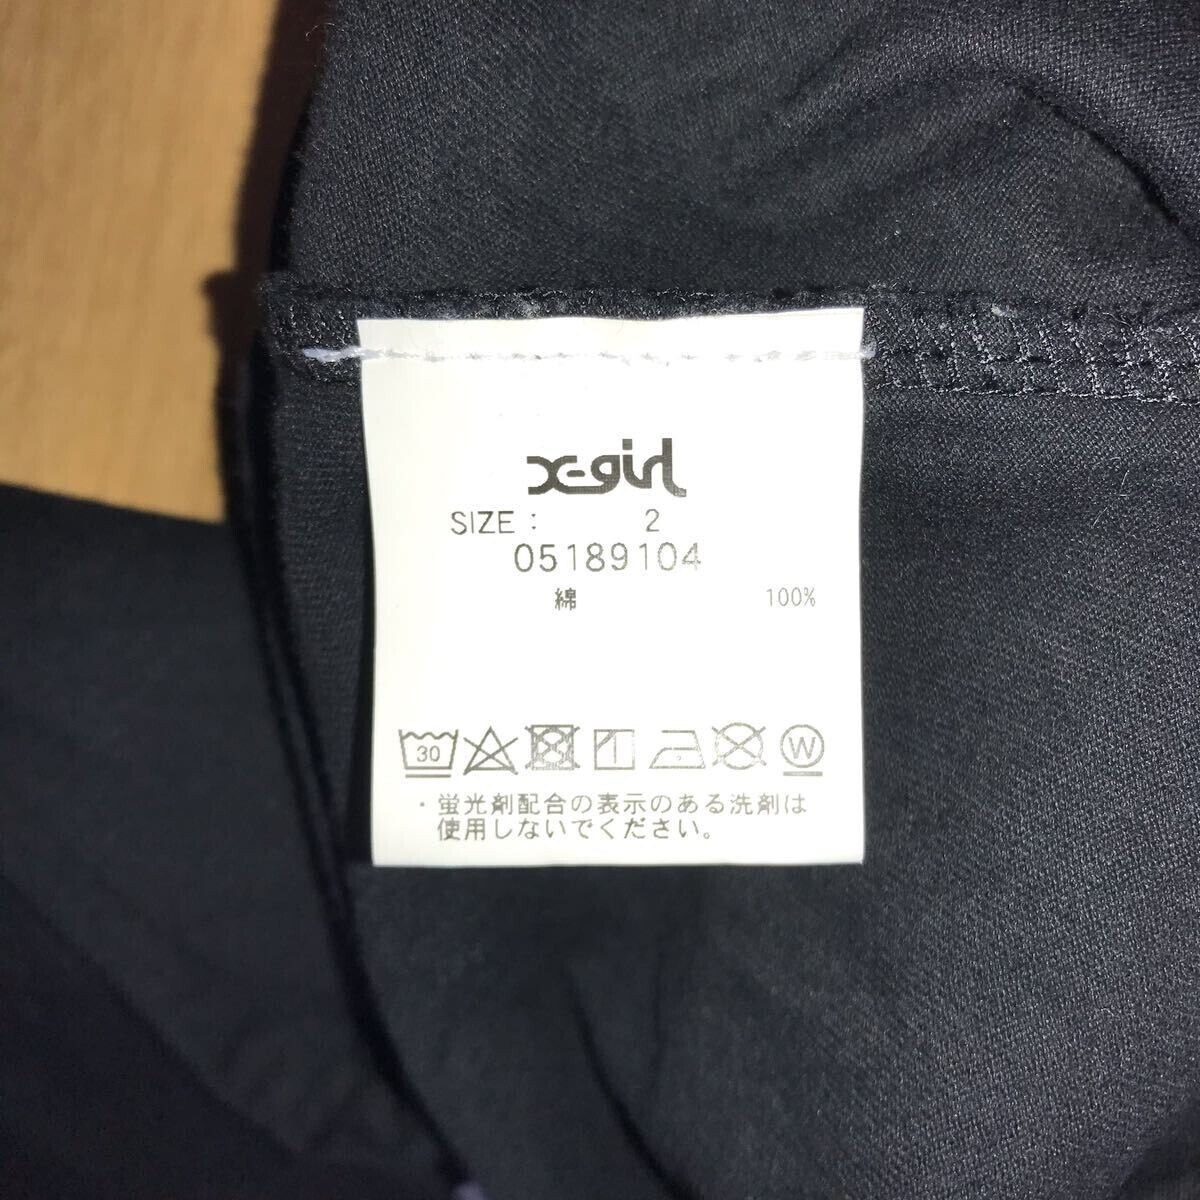 X-girl
SIZE : 2
05189104
綿 100%
30 W
・蛍光剤配合の表示のある洗剤は
使用しないでください。